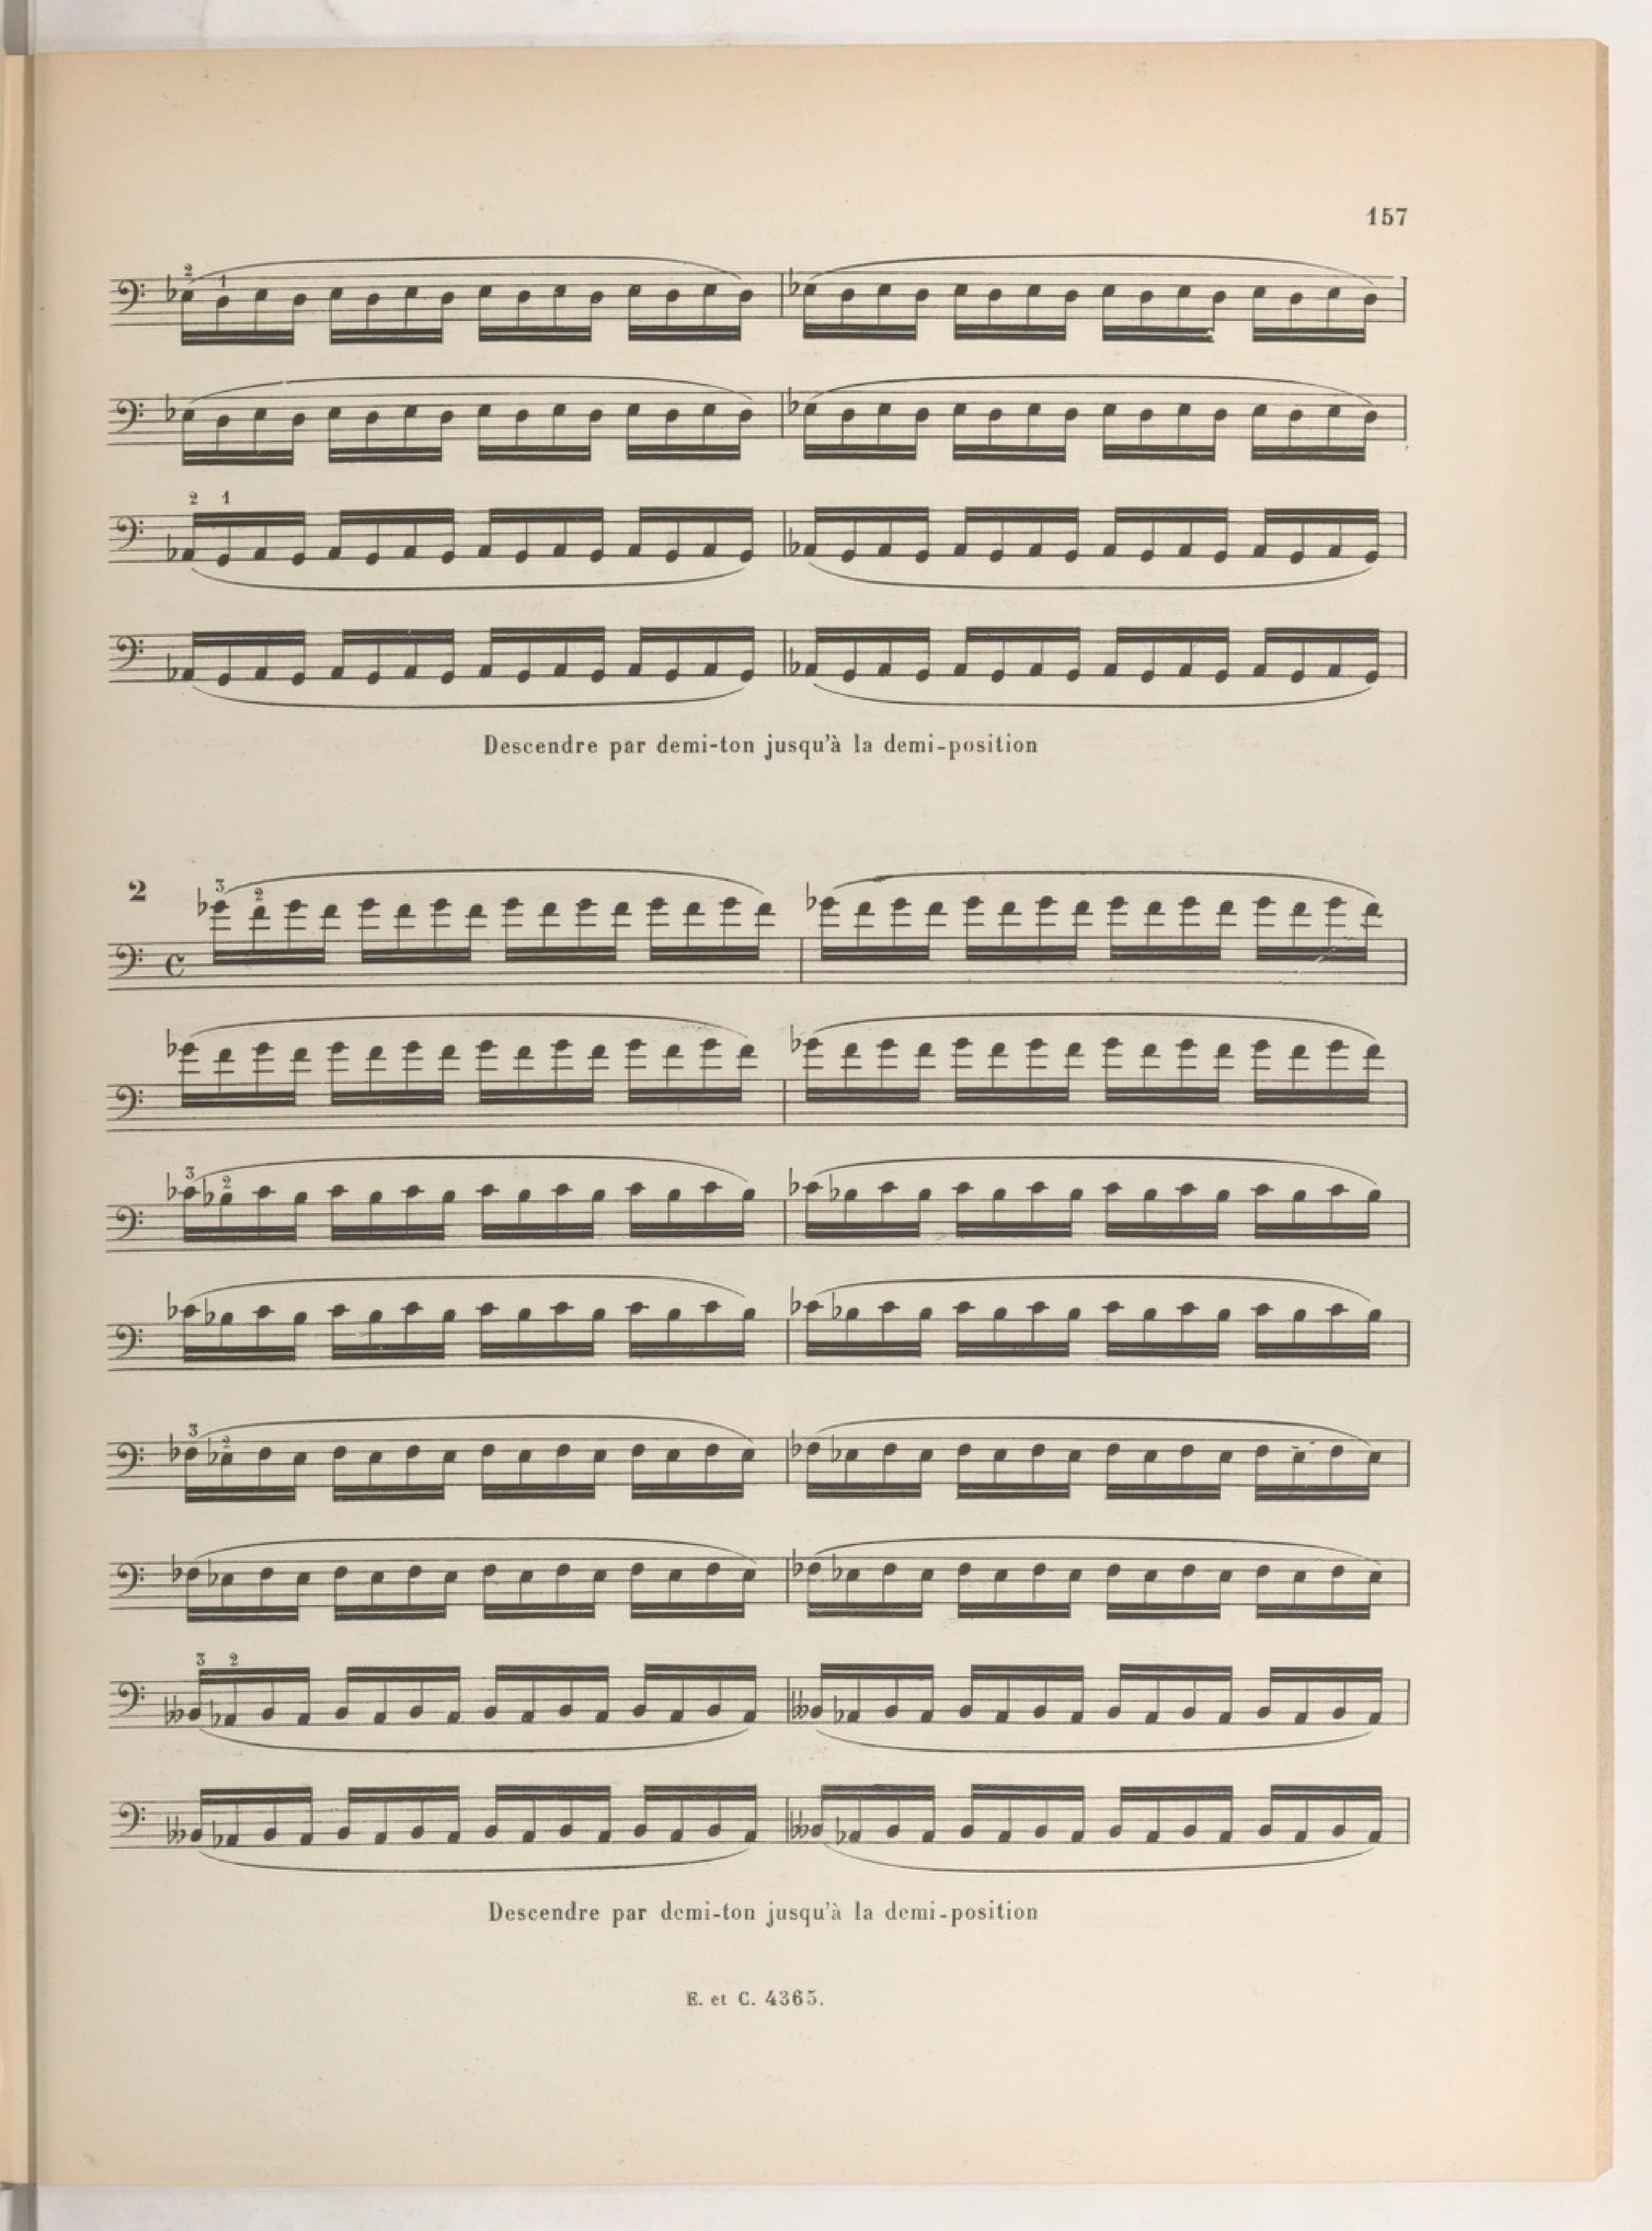 157
2 1
2 1
Descendre par demi-ton jusqu'à la demi-position
2
3 2
3 2
3 2
3 2
Descendre par demi-ton jusqu'à la demi-position
E. et C. 4365.